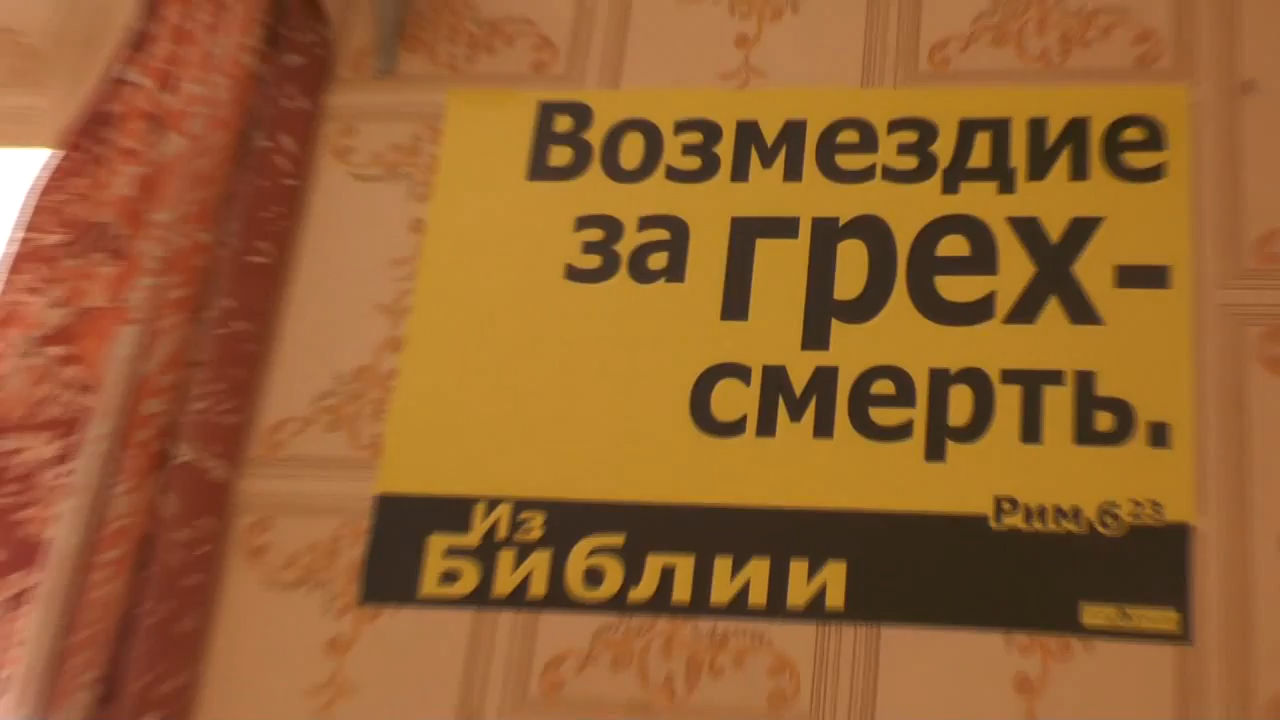 Возмездие
за грех-
смерть.
Рим 6 23
Из
Библии